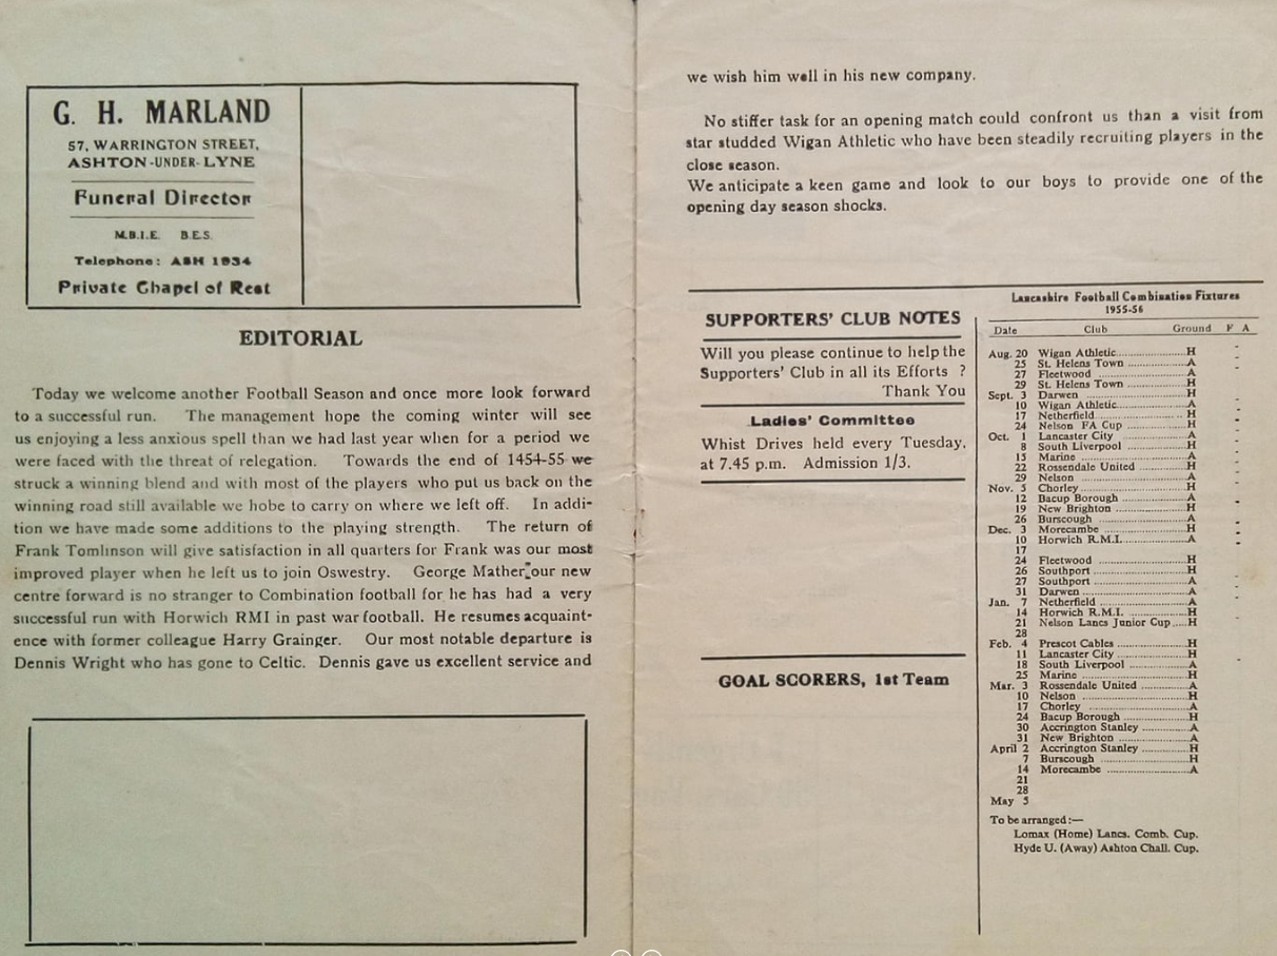 G. H. MARLAND
57, WARRINGTON STREET,
ASHTON-UNDER-LYNE
Funeral Director
M.B.I.E. B.E.S.
Telephone: ASH 1934
Private Chapel of Rest
EDITORIAL
Today we welcome another Football Season and once more look forward
to a successful run. The management hope the coming winter will see
us enjoying a less anxious spell than we had last year when for a period we
were faced with the threat of relegation. Towards the end of 1454-55 we
struck a winning blend and with most of the players who put us back on the
winning road still available we hobe to carry on where we left off. In addi-
tion we have made some additions to the playing strength. The return of
Frank Tomlinson will give satisfaction in all quarters for Frank was our most
improved player when he left us to join Oswestry. George Mather, our new
centre forward is no stranger to Combination football for he has had a very
successful run with Horwich RMI in past war football. He resumes acquaint-
ence with former colleague Harry Grainger. Our most notable departure is
Dennis Wright who has gone to Celtic. Dennis gave us excellent service and
we wish him well in his new company.
No stiffer task for an opening match could confront us than a visit from
star studded Wigan Athletic who have been steadily recruiting players in the
close season.
We anticipate a keen game and look to our boys to provide one of the
opening day season shocks.
SUPPORTERS' CLUB NOTES
Will you please continue to help the
Supporters' Club in all its Efforts ?
Thank You
Ladies' Committee
Whist Drives held every Tuesday.
at 7.45 p.m. Admission 1/3.
GOAL SCORERS, 1st Team
Lancashire Football Combination Fixtures
1955-56
Date Club Ground F A
Aug. 20 Wigan Athletic H
25 St. Helens Town A
27 Fleetwood A
29 St. Helens Town H
Sept. 3 Darwen H
10 Wigan Athletic A
17 Netherfield H
24 Nelson FA Cup H
Oct. 1 Lancaster City A
8 South Liverpool H
15 Marine A
22 Rossendale United H
29 Nelson A
Nov. 5 Chorley H
12 Bacup Borough A
19 New Brighton H
26 Burscough A
Dec. 3 Morecambe H
10 Horwich R.M.I. A
17
24 Fleetwood H
26 Southport H
27 Southport A
31 Darwen A
Jan. 7 Netherfield A
14 Horwich R.M.I. H
21 Nelson Lancs Junior Cup H
28
Feb. 4 Prescot Cables H
11 Lancaster City H
18 South Liverpool A
25 Marine H
Mar. 3 Rossendale United A
10 Nelson H
17 Chorley A
24 Bacup Borough H
30 Accrington Stanley A
31 New Brighton A
April 2 Accrington Stanley H
7 Burscough H
14 Morecambe A
21
28
May 5
To be arranged :—
Lomax (Home) Lancs. Comb. Cup.
Hyde U. (Away) Ashton Chall. Cup.